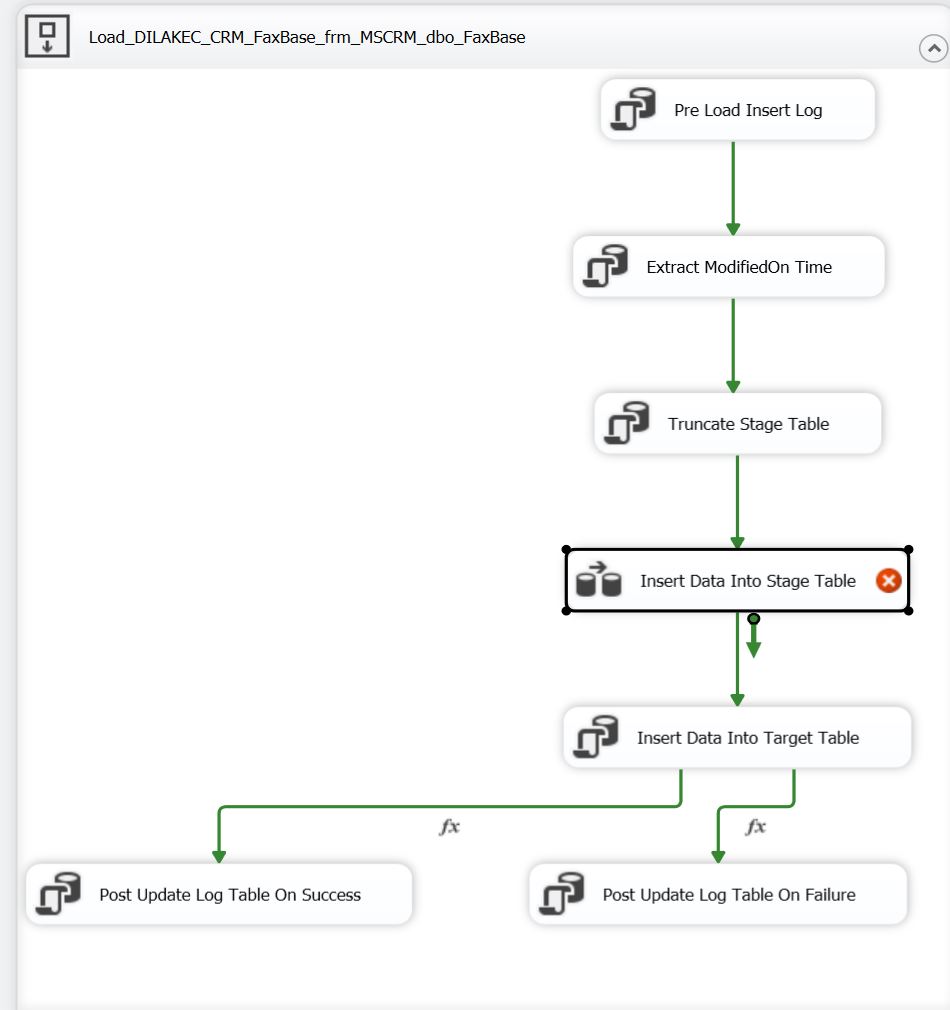 Load_DILAKEC_CRM_FaxBase_frm_MSCRM_dbo_FaxBase
Pre Load Insert Log
Extract ModifiedOn Time
Truncate Stage Table
Insert Data Into Stage Table
Insert Data Into Target Table
fx
fx
Post Update Log Table On Success
Post Update Log Table On Failure